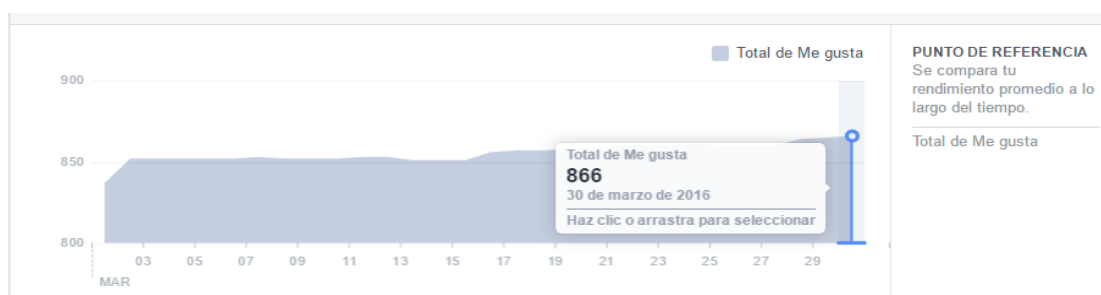 Total de Me gusta
900
850
800
Total de Me gusta
866
30 de marzo de 2016
Haz clic o arrastra para seleccionar
03 05 07 09 11 13 15 17 19 21 23 25 27 29
MAR
PUNTO DE REFERENCIA
Se compara tu
rendimiento promedio a lo
largo del tiempo.
Total de Me gusta